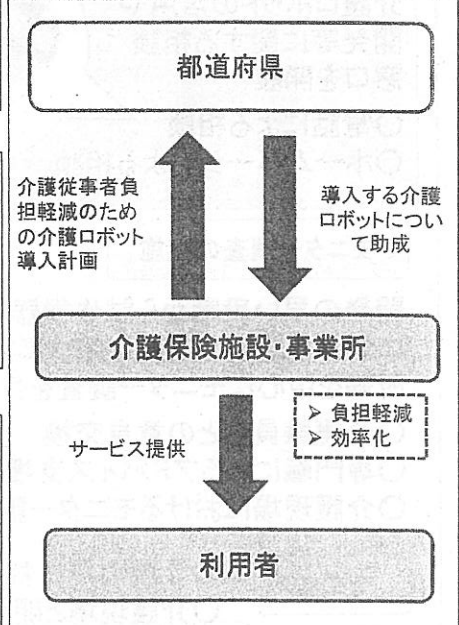 都道府県
介護従事者負
担軽減のため
の介護ロボット
導入計画
導入する介護
ロボットについ
て助成
介護保険施設・事業所
➢ 負担軽減
➢ 効率化
サービス提供
利用者